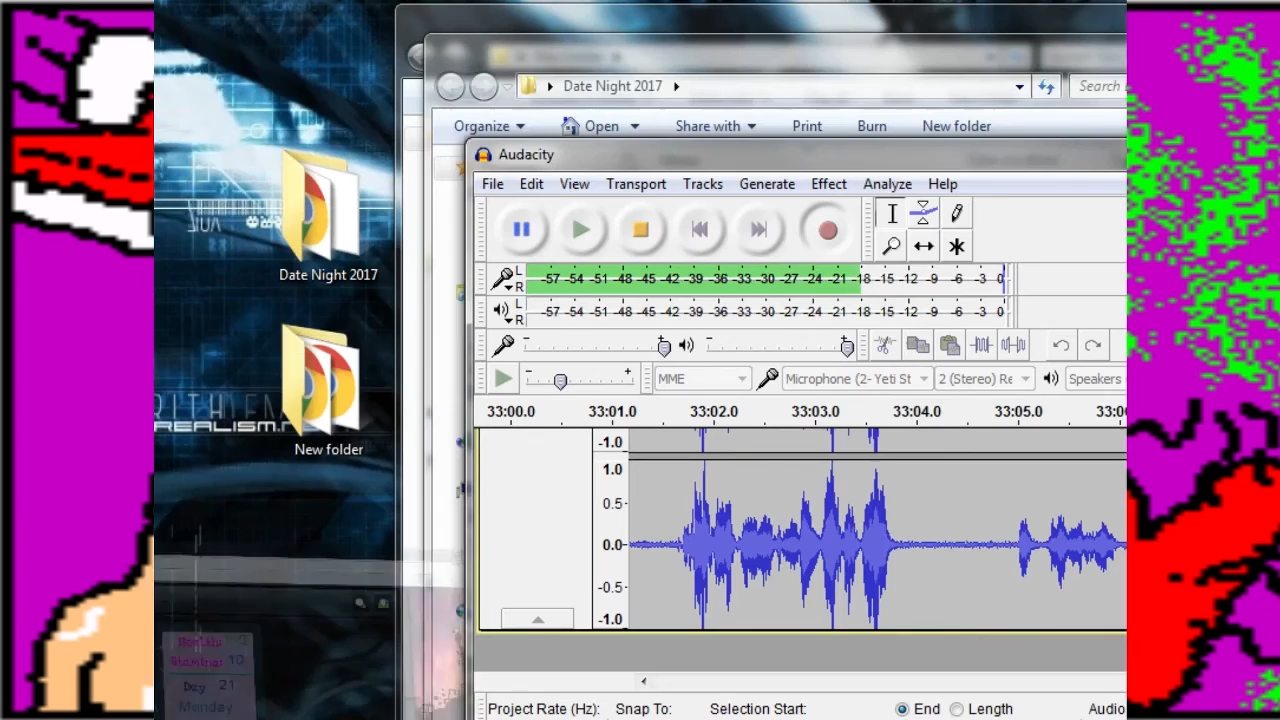 Date Night 2017
Search
Organize Open Share with Print Burn New folder
Audacity
File Edit View Transport Tracks Generate Effect Analyze Help
L
R
-57 -54 -51 -48 -45 -42 -39 -36 -33 -30 -27 -24 -21 -18 -15 -12 -9 -6 -3 0
Date Night 2017
L
R
-57 -54 -51 -48 -45 -42 -39 -36 -33 -30 -27 -24 -21 -18 -15 -12 -9 -6 -3 0
MME Microphone (2- Yeti St 2 (Stereo) Re Speakers
33:00.0 33:01.0 33:02.0 33:03.0 33:04.0 33:05.0 33:0
REALISM.
New folder
-1.0
1.0
0.5
0.0
-0.5
-1.0
10
Day 21
Monday
Project Rate (Hz): Snap To: Selection Start: End Length Audio